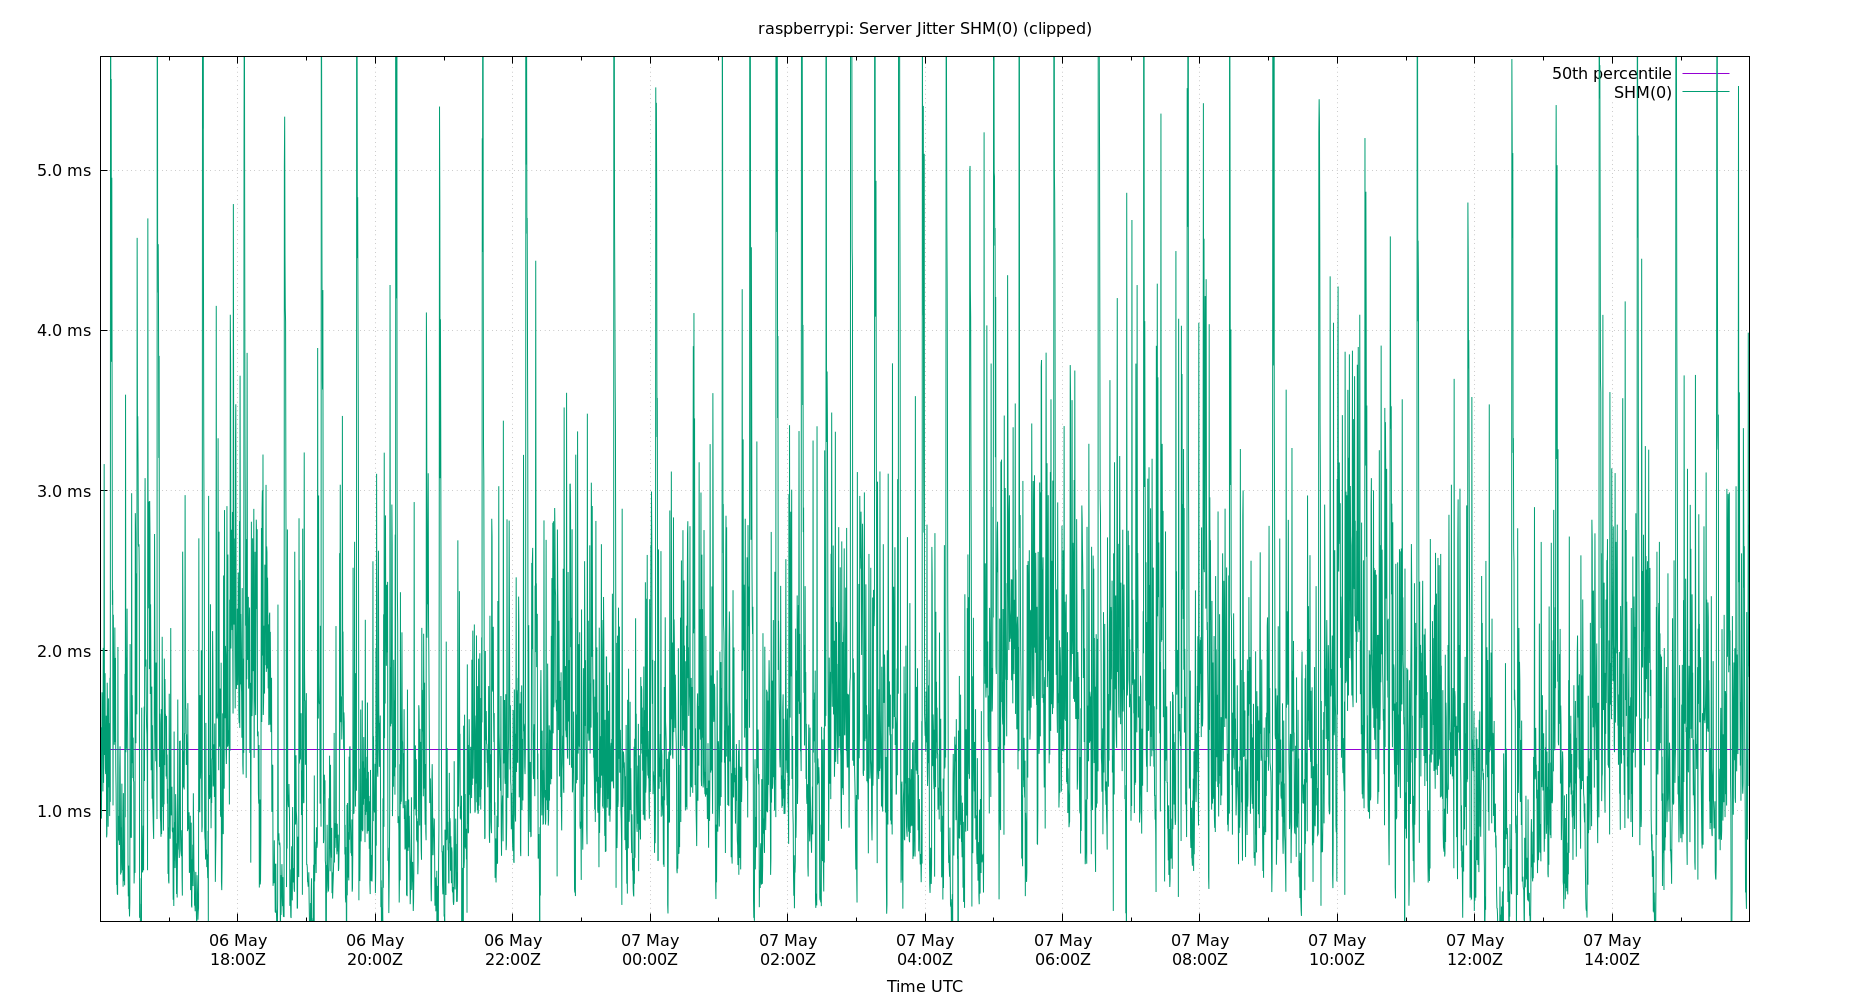 raspberrypi: Server Jitter SHM(0) (clipped)
50th percentile
SHM(0)
5.0 ms
4.0 ms
3.0 ms
2.0 ms
1.0 ms
06 May 06 May 06 May 07 May 07 May 07 May 07 May 07 May 07 May 07 May 07 May
18:00Z 20:00Z 22:00Z 00:00Z 02:00Z 04:00Z 06:00Z 08:00Z 10:00Z 12:00Z 14:00Z
Time UTC